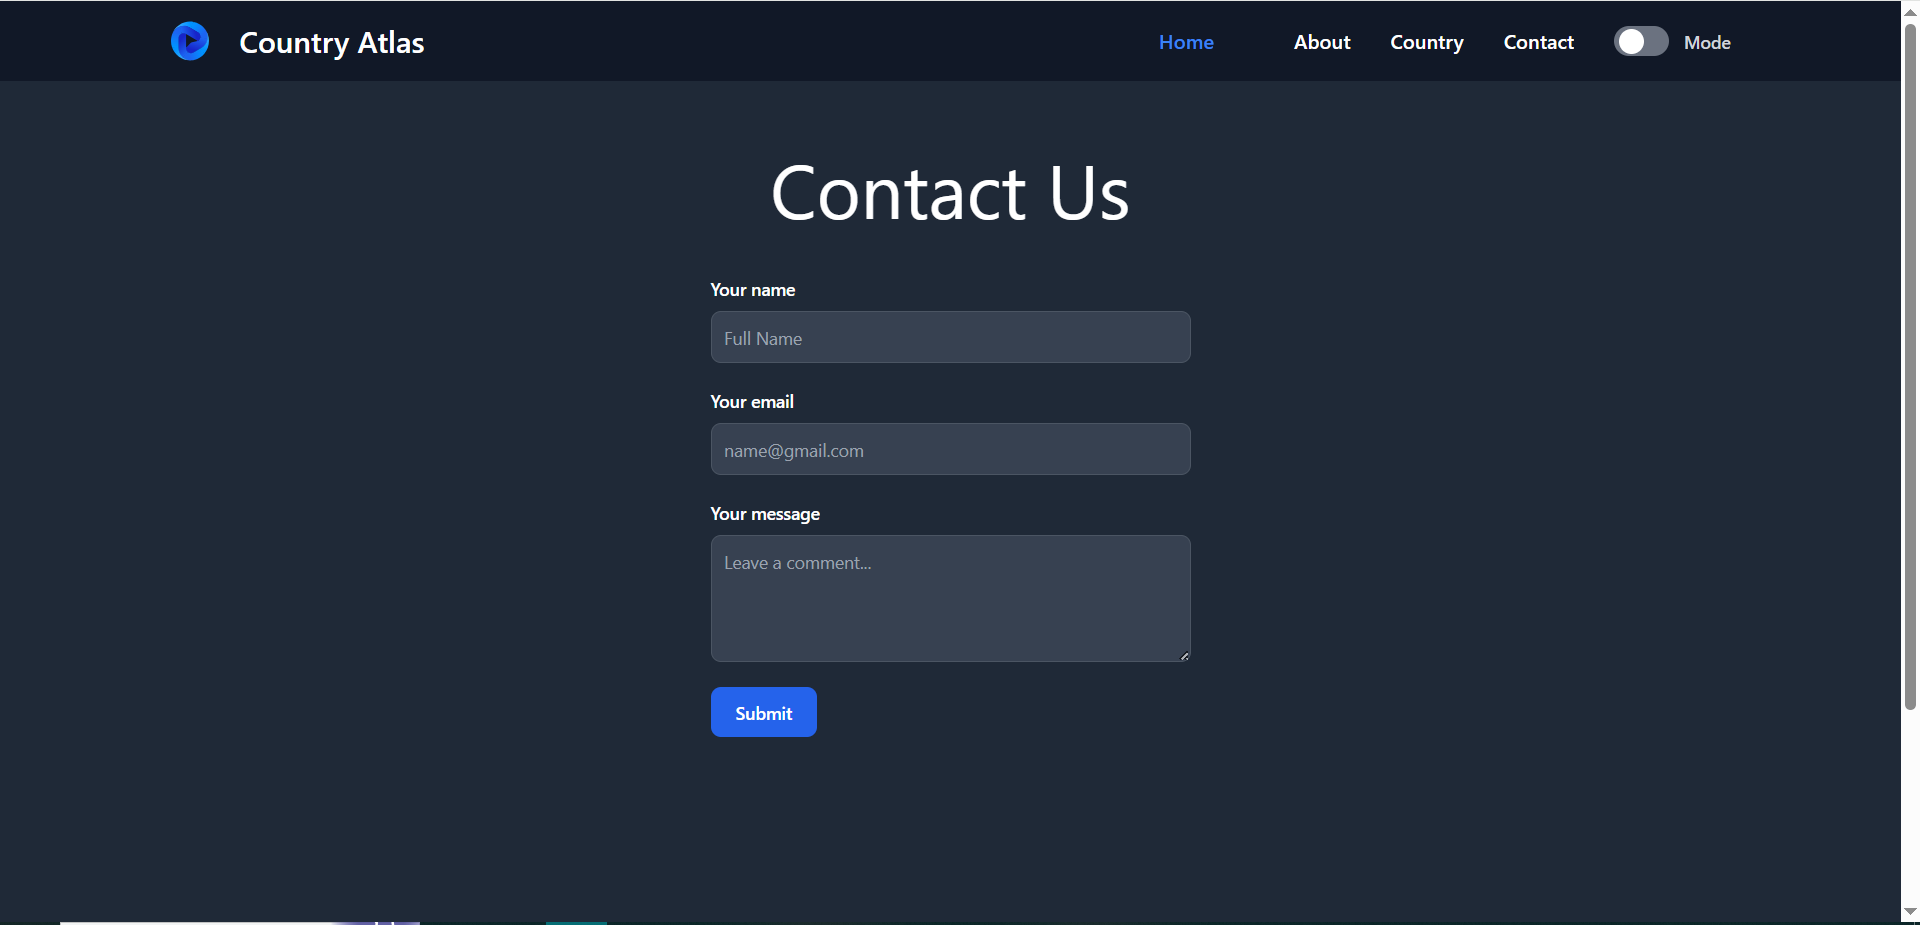 Country Atlas
Home About Country Contact Mode
Contact Us
Your name
Full Name
Your email
name@gmail.com
Your message
Leave a comment...
Submit